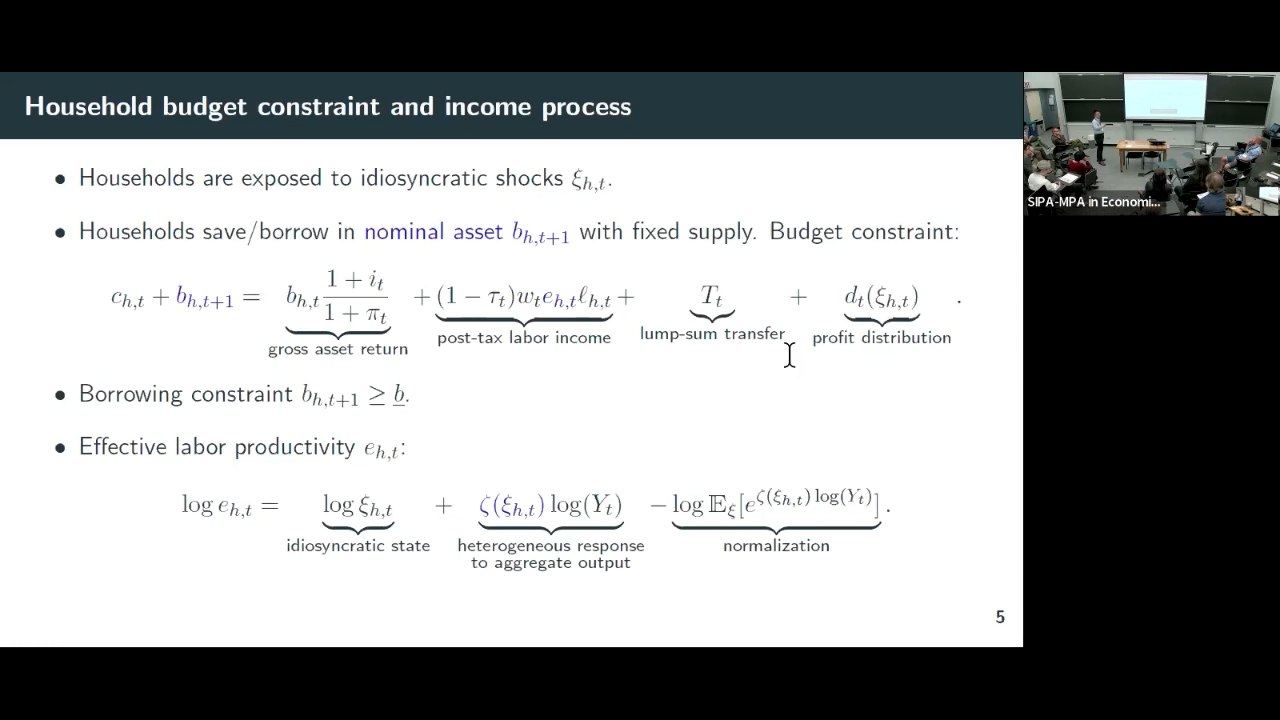 Household budget constraint and income process
SIPA-MPA in Economi...
• Households are exposed to idiosyncratic shocks ξ_{h,t}.
• Households save/borrow in nominal asset b_{h,t+1} with fixed supply. Budget constraint:
c_{h,t} + b_{h,t+1} = b_{h,t} (1 + i_t)/(1 + π_t) + (1 − τ_t)w_t e_{h,t} ℓ_{h,t} + T_t + d_t(ξ_{h,t}) .
gross asset return post-tax labor income lump-sum transfer profit distribution
• Borrowing constraint b_{h,t+1} ≥ \underline{b}.
• Effective labor productivity e_{h,t}:
log e_{h,t} = log ξ_{h,t} + ζ(ξ_{h,t}) log(Y_t) − log 𝔼_ξ[e^{ζ(ξ_{h,t}) log(Y_t)}] .
idiosyncratic state heterogeneous response normalization
to aggregate output
5